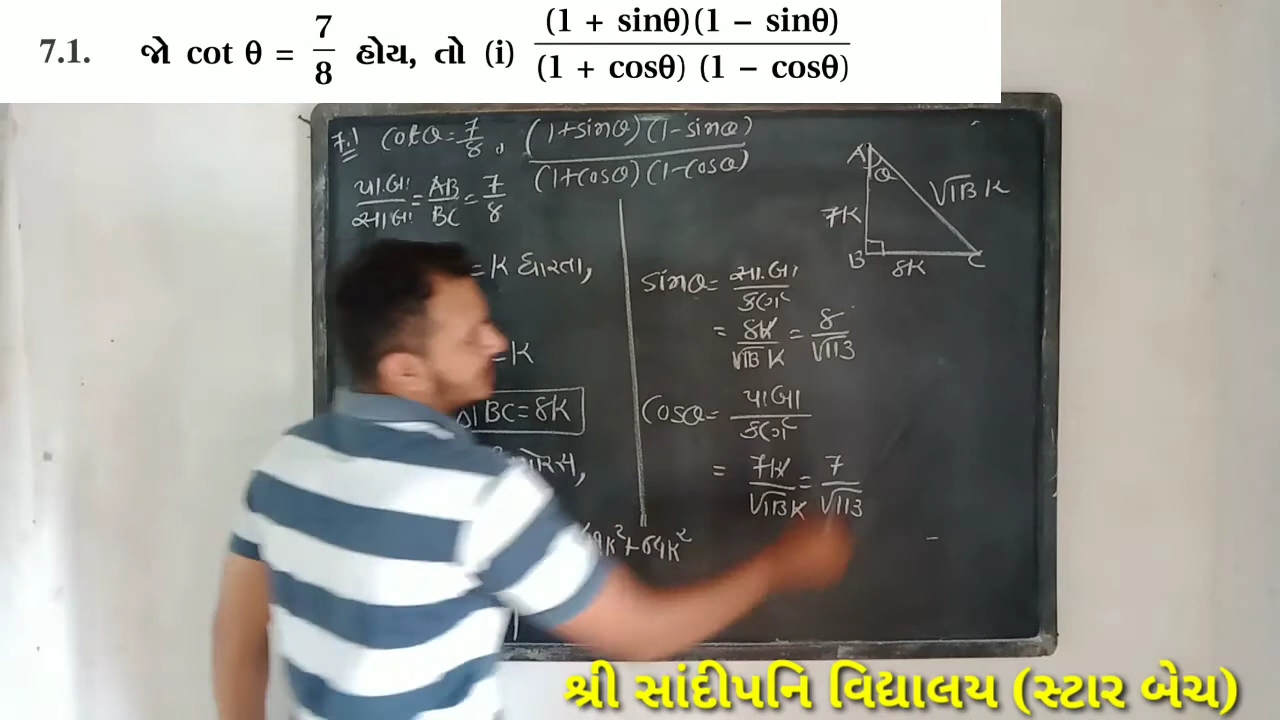 7.1. જો cot θ = 7/8 હોય, તો (i) (1 + sinθ)(1 − sinθ) / (1 + cosθ) (1 − cosθ)
7.1 cotθ = 7/8, (1+sinθ)(1-sinθ) / (1+cosθ)(1-cosθ)
પા.બા / સા.બા = AB / BC = 7/8
= K ધારતા,
= K
BC = 8K
49K² + 64K²
sinθ = સા.બા / કર્ણ
= 8K / √113 K = 8 / √113
cosθ = પાબા / કર્ણ
= 7K / √113 K = 7 / √113
A
θ
7K
√113 K
B
8K
C
શ્રી સાંદીપનિ વિદ્યાલય (સ્ટાર બેચ)